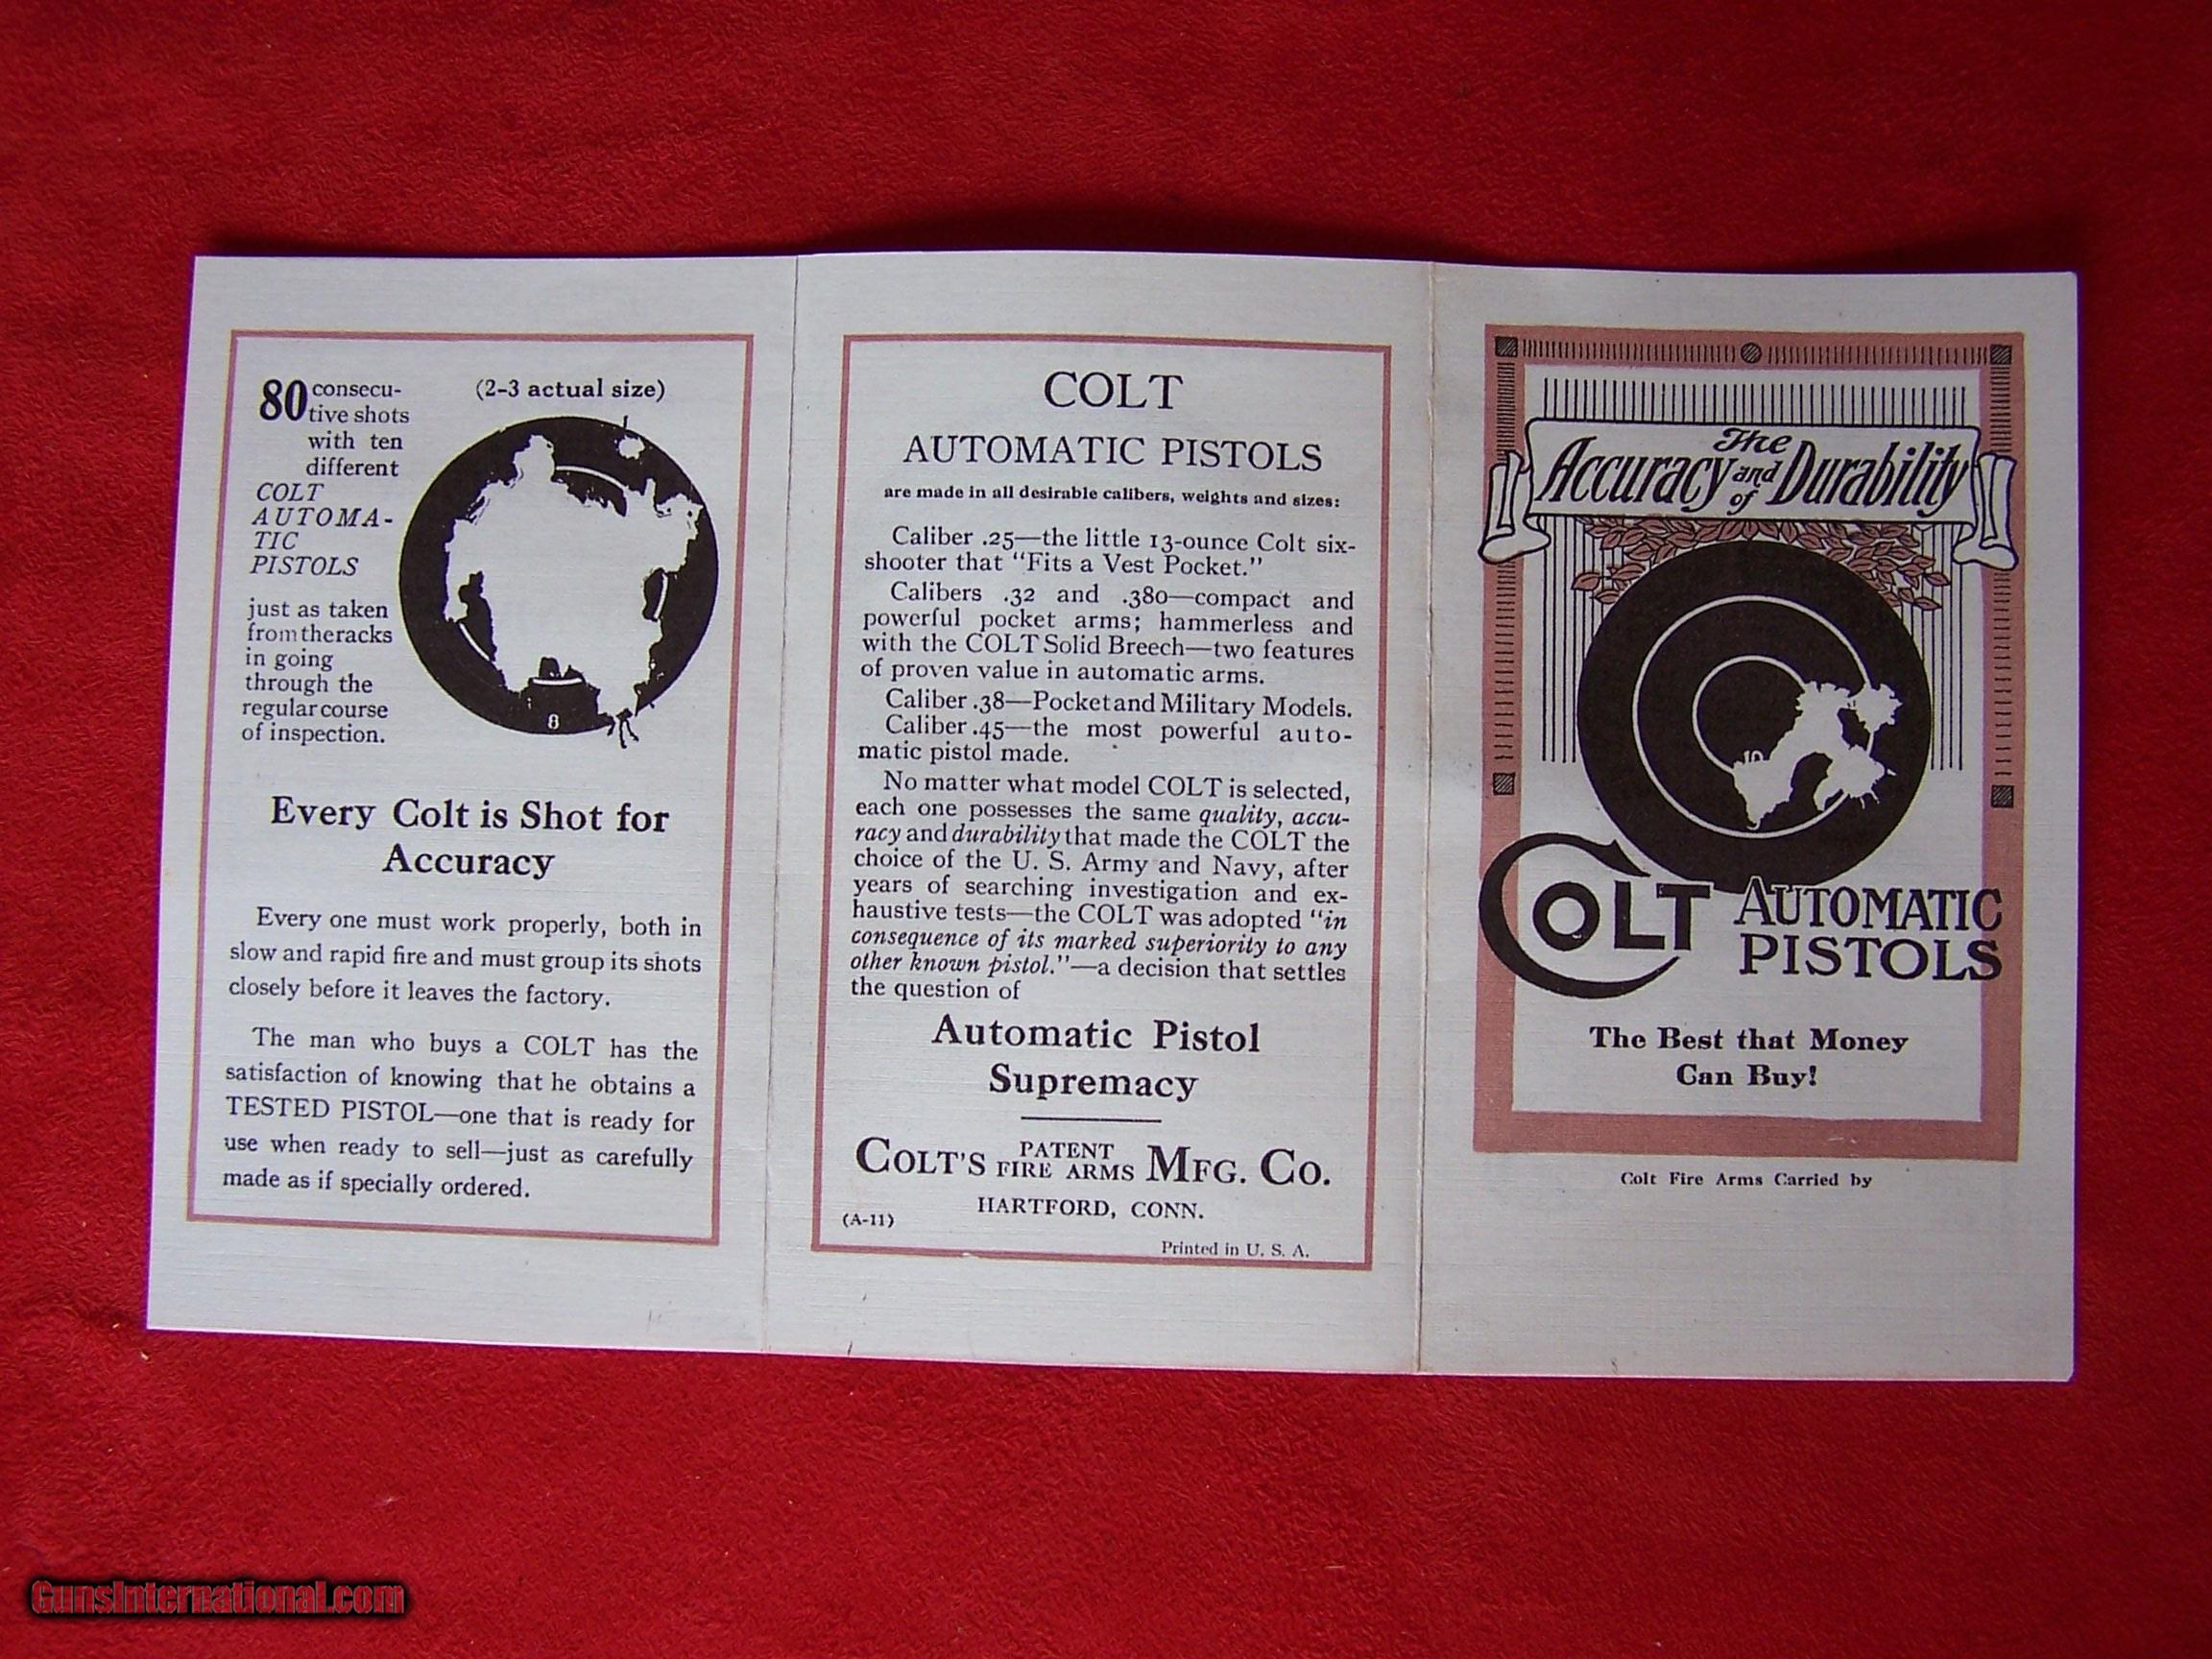 80 consecu-
tive shots
with ten
different
COLT
AUTOMA-
TIC
PISTOLS
just as taken
from the racks
in going
through the
regular course
of inspection.
(2-3 actual size)
8
Every Colt is Shot for
Accuracy
Every one must work properly, both in
slow and rapid fire and must group its shots
closely before it leaves the factory.
The man who buys a COLT has the
satisfaction of knowing that he obtains a
TESTED PISTOL—one that is ready for
use when ready to sell—just as carefully
made as if specially ordered.
COLT
AUTOMATIC PISTOLS
are made in all desirable calibers, weights and sizes:
Caliber .25—the little 13-ounce Colt six-
shooter that "Fits a Vest Pocket."
Calibers .32 and .380—compact and
powerful pocket arms; hammerless and
with the COLT Solid Breech—two features
of proven value in automatic arms.
Caliber .38—Pocket and Military Models.
Caliber .45—the most powerful auto-
matic pistol made.
No matter what model COLT is selected,
each one possesses the same quality, accu-
racy and durability that made the COLT the
choice of the U. S. Army and Navy, after
years of searching investigation and ex-
haustive tests—the COLT was adopted "in
consequence of its marked superiority to any
other known pistol."—a decision that settles
the question of
Automatic Pistol
Supremacy
COLT'S PATENT FIRE ARMS MFG. CO.
HARTFORD, CONN.
(A-11)
Printed in U. S. A.
The
Accuracy and Durability
of
10
COLT AUTOMATIC
PISTOLS
The Best that Money
Can Buy!
Colt Fire Arms Carried by
GunsInternational.com